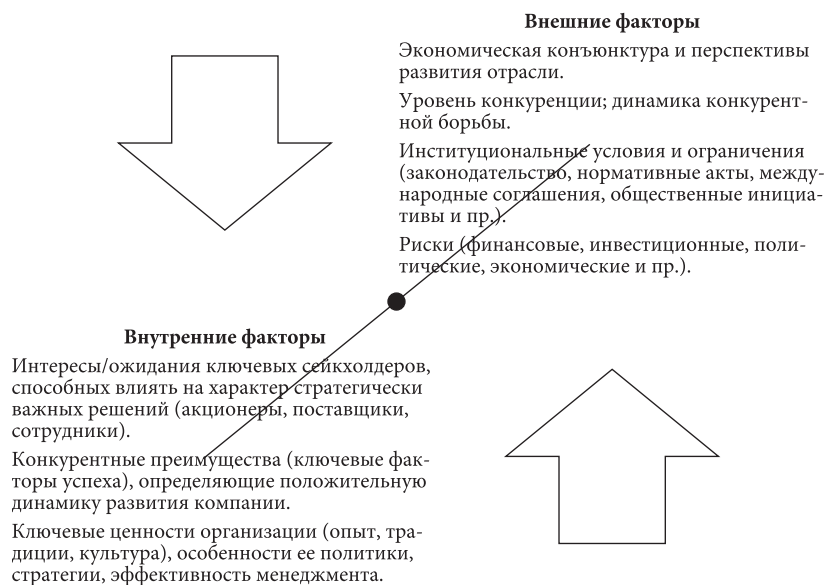 Внешние факторы
Экономическая конъюнктура и перспективы
развития отрасли.
Уровень конкуренции; динамика конкурент-
ной борьбы.
Институциональные условия и ограничения
(законодательство, нормативные акты, между-
народные соглашения, общественные инициа-
тивы и пр.).
Риски (финансовые, инвестиционные, поли-
тические, экономические и пр.).
Внутренние факторы
Интересы/ожидания ключевых сейкхолдеров,
способных влиять на характер стратегически
важных решений (акционеры, поставщики,
сотрудники).
Конкурентные преимущества (ключевые фак-
торы успеха), определяющие положительную
динамику развития компании.
Ключевые ценности организации (опыт, тра-
диции, культура), особенности ее политики,
стратегии, эффективность менеджмента.